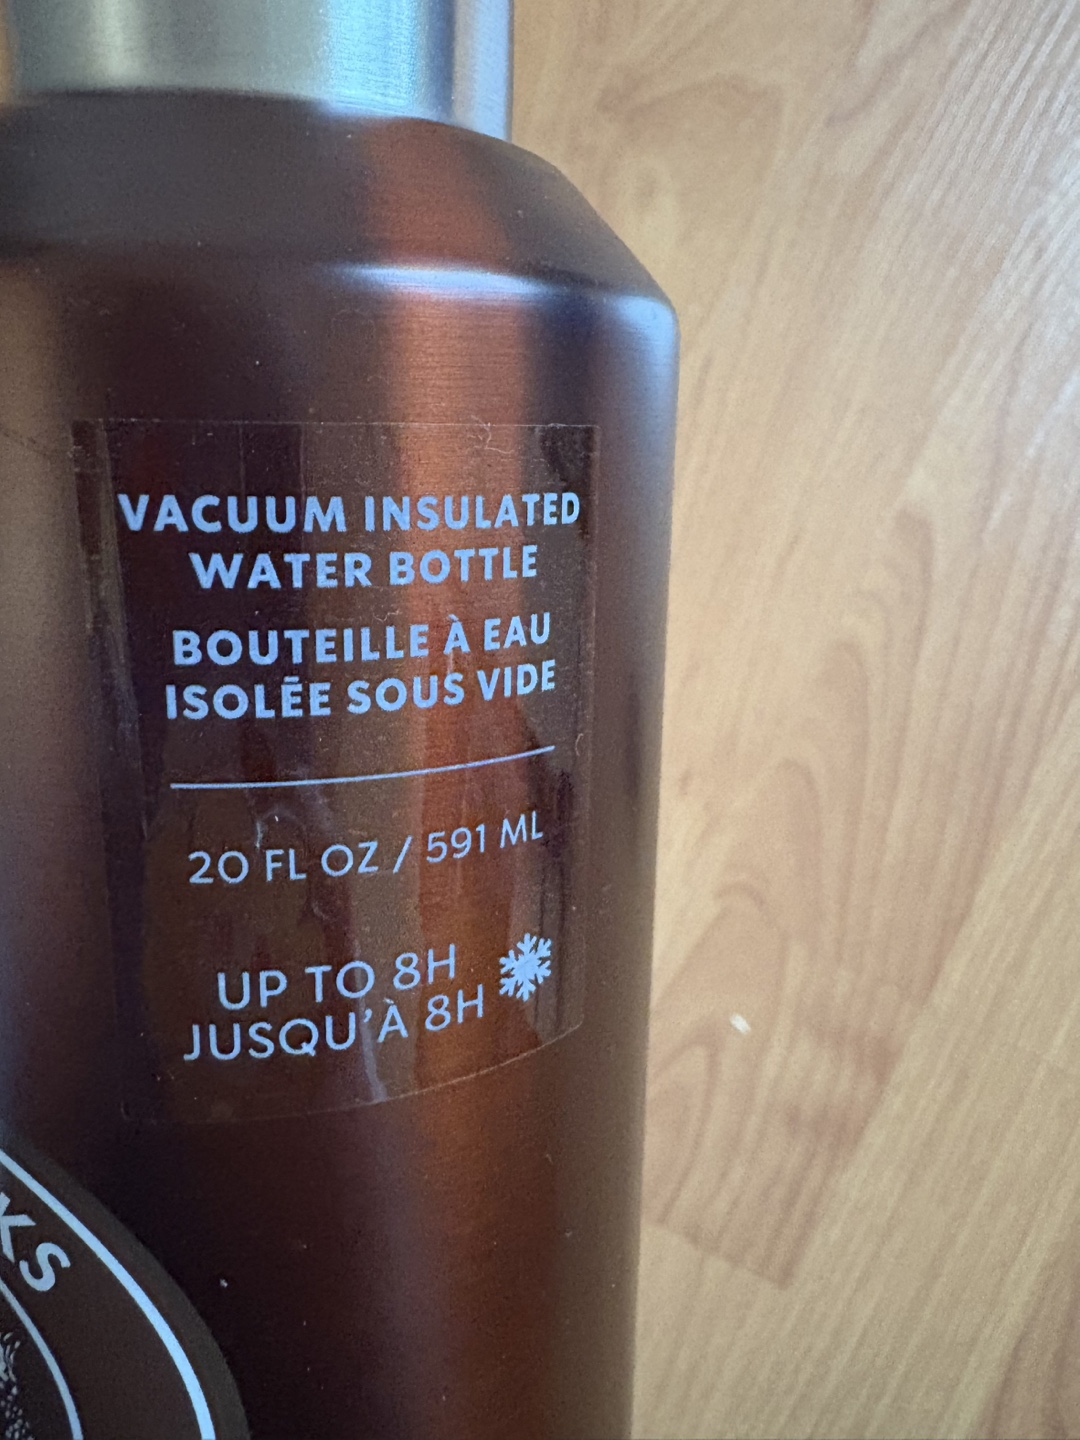 VACUUM INSULATED
WATER BOTTLE
BOUTEILLE À EAU
ISOLÉE SOUS VIDE
20 FL OZ / 591 ML
UP TO 8H
JUSQU'À 8H
KS